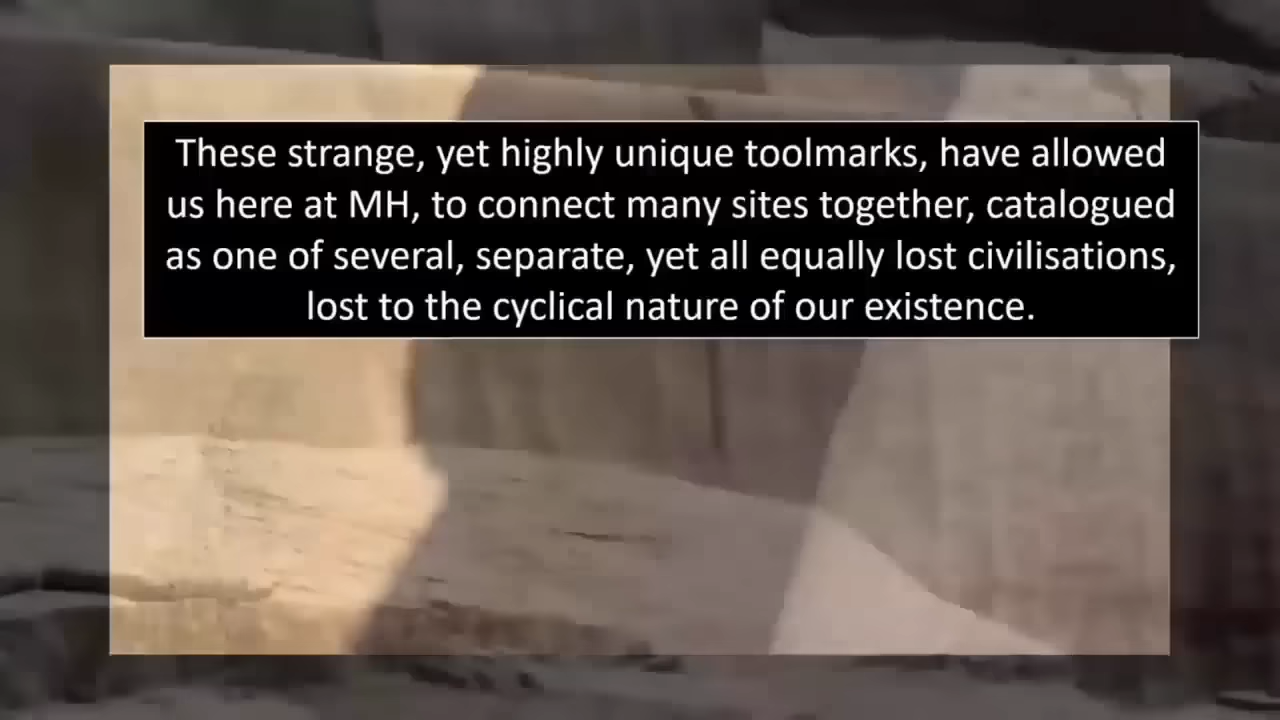 These strange, yet highly unique toolmarks, have allowed
us here at MH, to connect many sites together, catalogued
as one of several, separate, yet all equally lost civilisations,
lost to the cyclical nature of our existence.